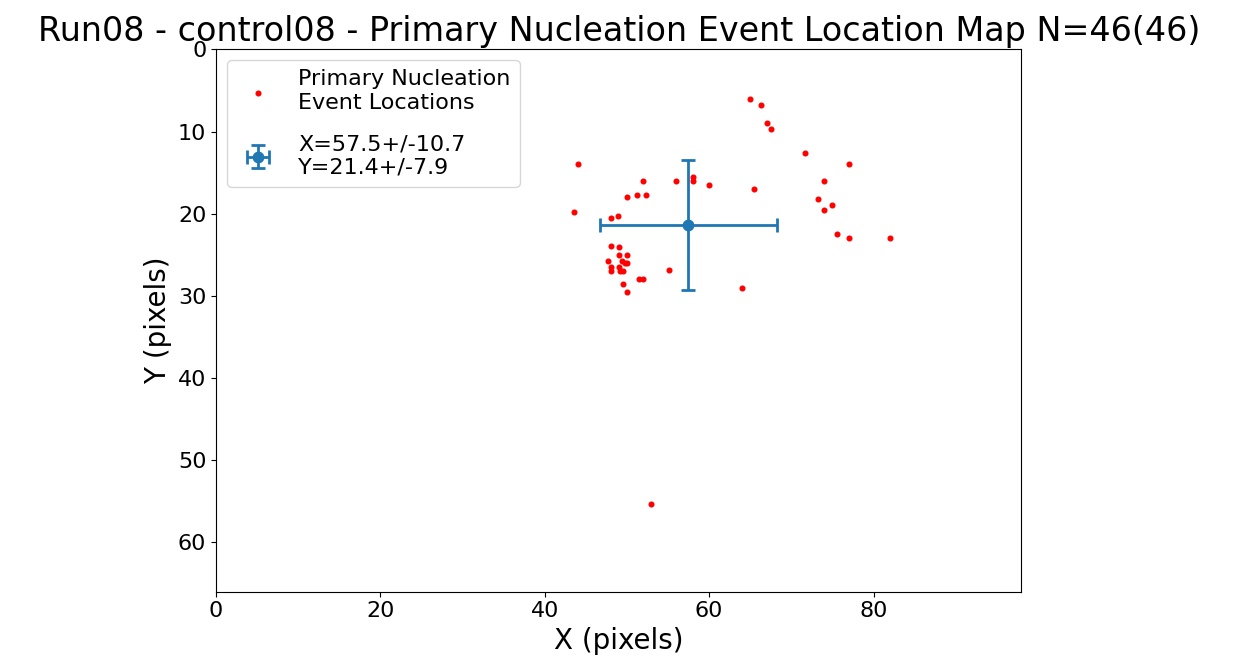 Run08 - control08 - Primary Nucleation Event Location Map N=46(46)
Primary Nucleation
Event Locations
X=57.5+/-10.7
Y=21.4+/-7.9
0
10
20
30
40
50
60
Y (pixels)
0
20
40
60
80
X (pixels)